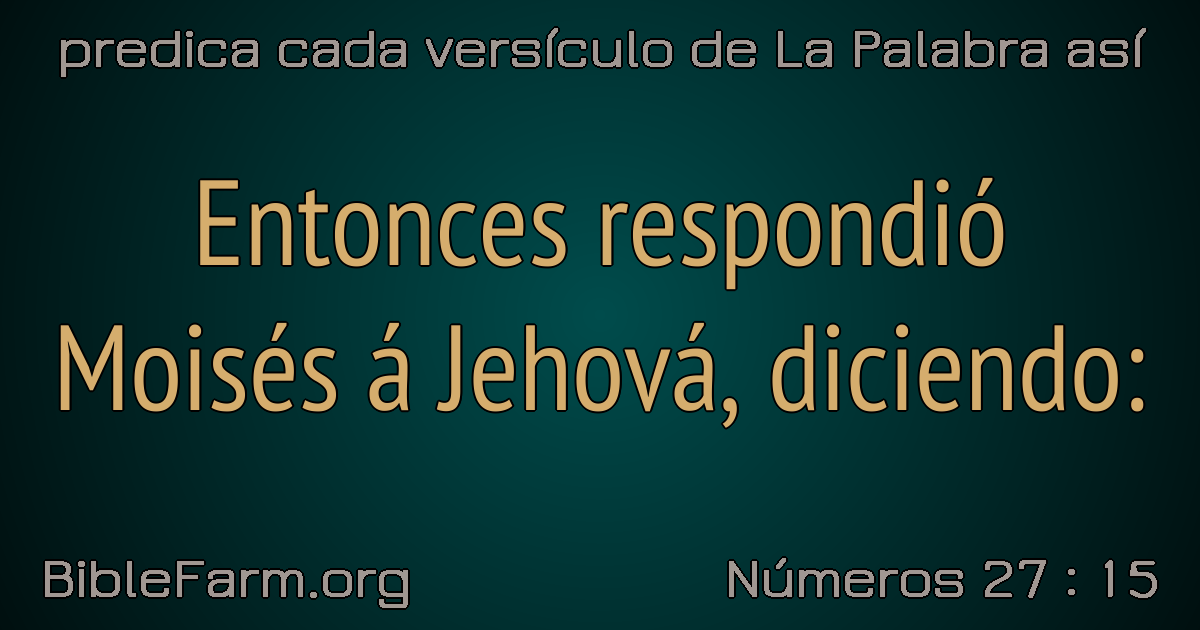 predica cada versículo de La Palabra así
Entonces respondió
Moisés á Jehová, diciendo:
BibleFarm.org
Números 27 : 15